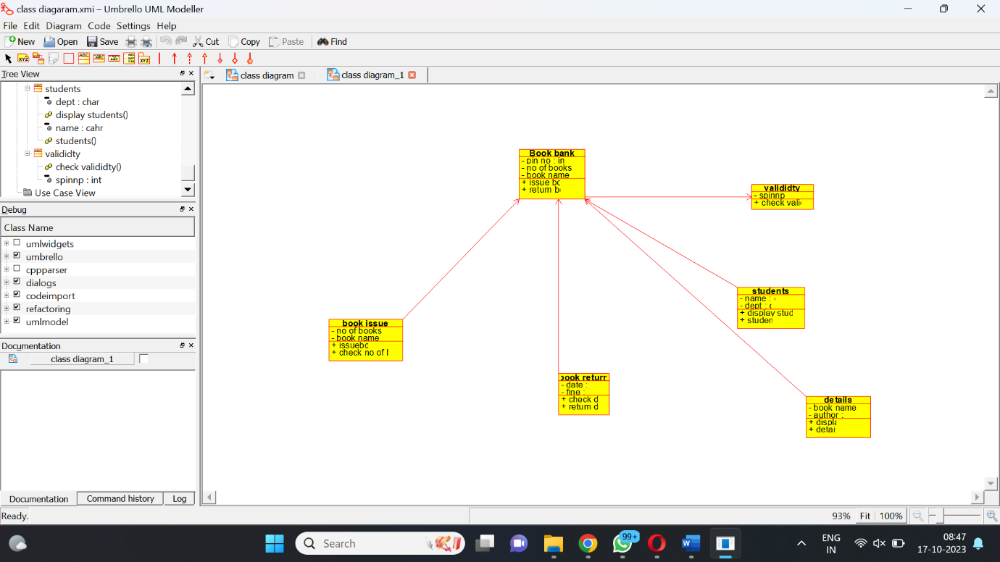 class diagaram.xmi – Umbrello UML Modeller
File Edit Diagram Code Settings Help
New Open Save Cut Copy Paste Find
Tree View
class diagram
class diagram_1
students
dept : char
display students()
name : cahr
students()
valididty
check valididty()
spinnp : int
Use Case View
Debug
Class Name
umlwidgets
umbrello
cppparser
dialogs
codeimport
refactoring
umlmodel
Documentation
class diagram_1
Documentation Command history Log
Book bank
- pin no : in
- no of books
- book name
+ issue bo
+ return b
valididty
- spinnp
+ check vali
students
- name :
- dept : c
+ display stud
+ studen
book issue
- no of books
- book name
+ issuebo
+ check no of
book return
- date :
- fine :
+ check d
+ return d
details
- book name
- author :
+ displa
+ detai
Ready.
93% Fit 100%
Search
99+
ENG
IN
08:47
17-10-2023